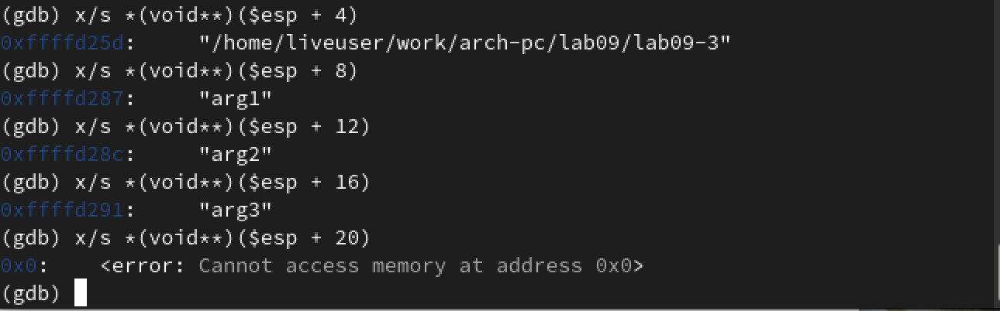 (gdb) x/s *(void**)($esp + 4)
0xffffd25d:     "/home/liveuser/work/arch-pc/lab09/lab09-3"
(gdb) x/s *(void**)($esp + 8)
0xffffd287:     "arg1"
(gdb) x/s *(void**)($esp + 12)
0xffffd28c:     "arg2"
(gdb) x/s *(void**)($esp + 16)
0xffffd291:     "arg3"
(gdb) x/s *(void**)($esp + 20)
0x0:    <error: Cannot access memory at address 0x0>
(gdb)